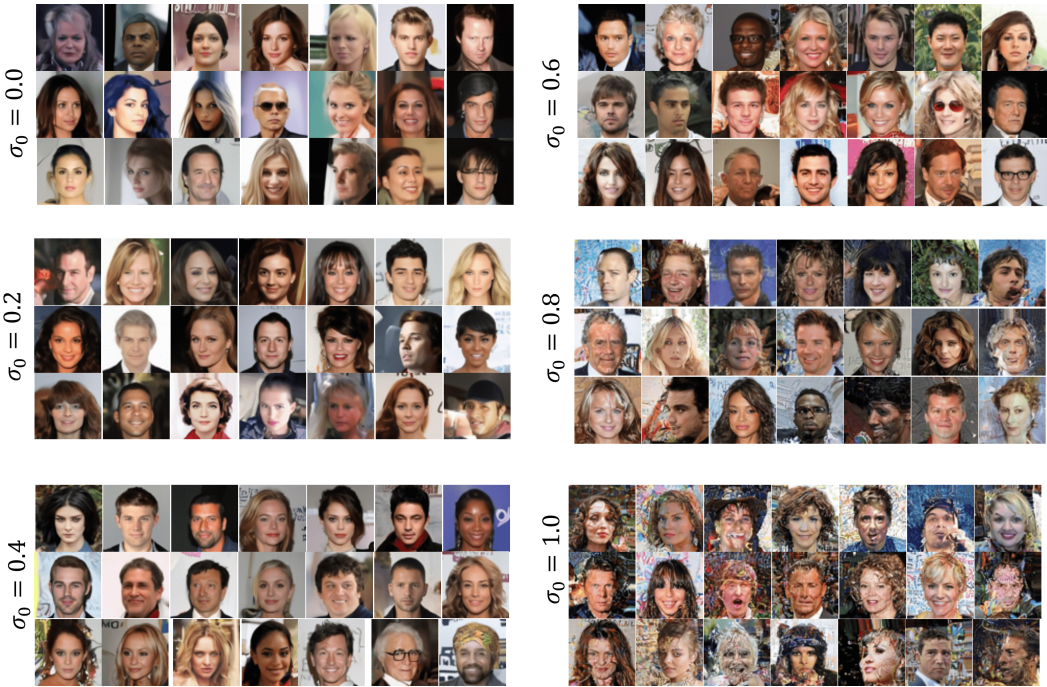 σ₀ = 0.0
σ₀ = 0.6
σ₀ = 0.2
σ₀ = 0.8
σ₀ = 0.4
σ₀ = 1.0